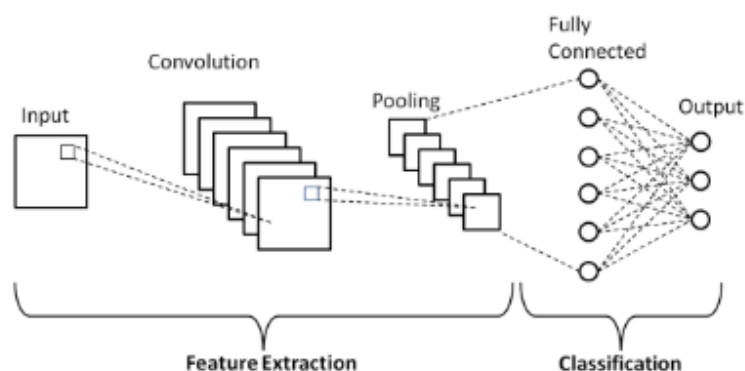 Input
Convolution
Pooling
Fully
Connected
Output
Feature Extraction
Classification